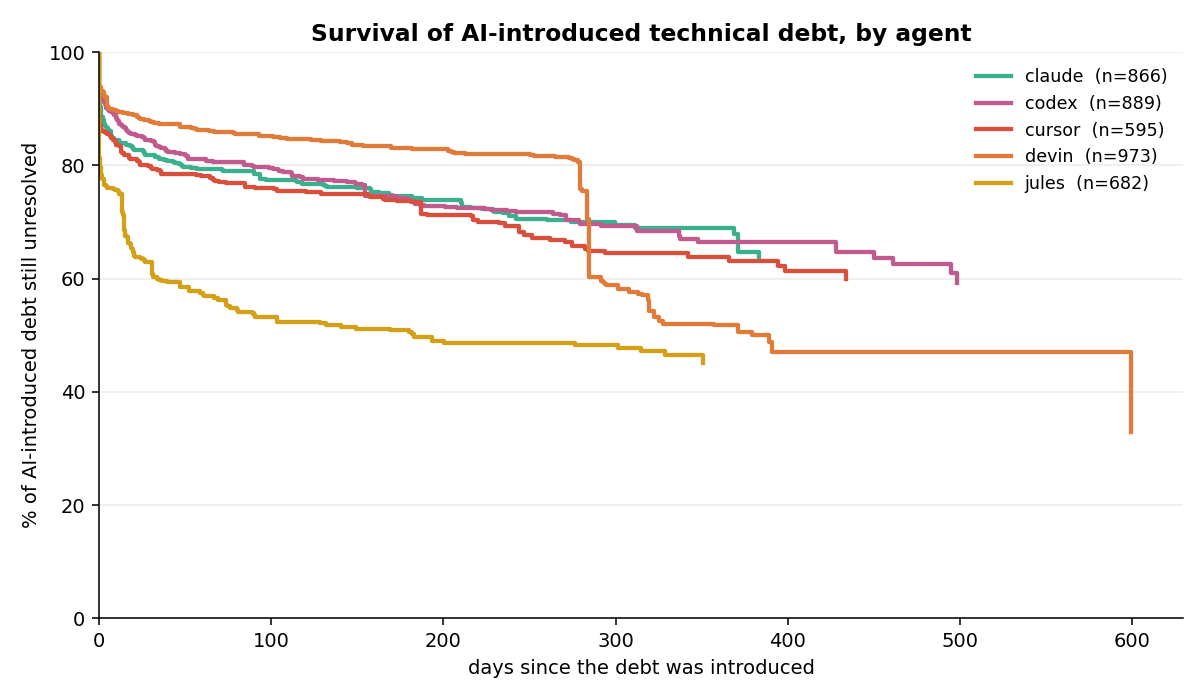 Survival of AI-introduced technical debt, by agent
% of AI-introduced debt still unresolved
100
80
60
40
20
0
claude (n=866)
codex (n=889)
cursor (n=595)
devin (n=973)
jules (n=682)
0 100 200 300 400 500 600
days since the debt was introduced